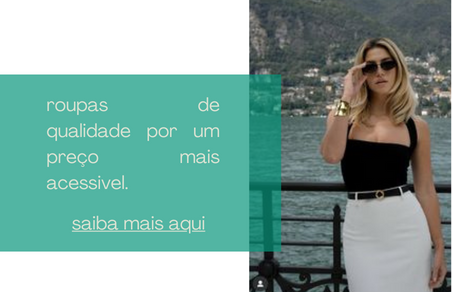 roupas de
qualidade por um
preço mais
acessivel.
saiba mais aqui